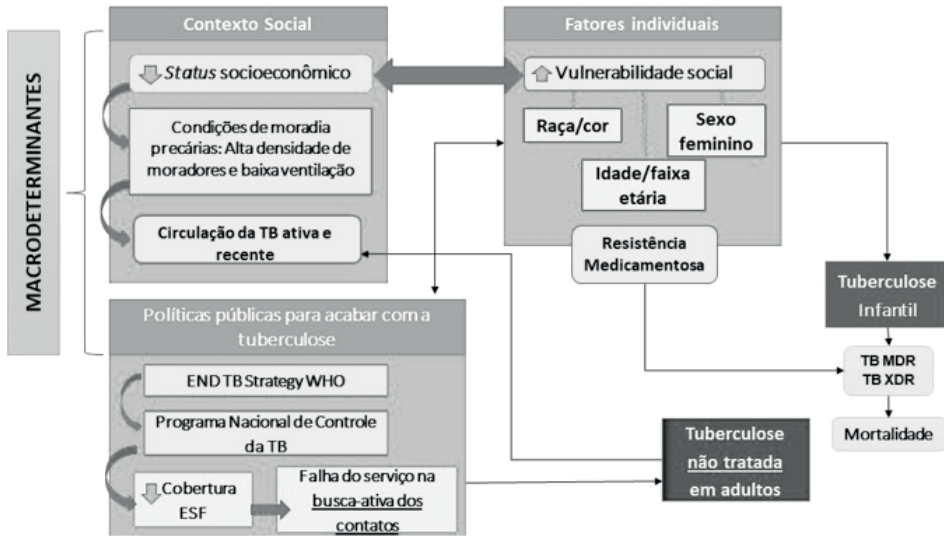 MACRODETERMINANTES
Contexto Social
Status socioeconômico
Condições de moradia
precárias: Alta densidade de
moradores e baixa ventilação
Circulação da TB ativa e
recente
Fatores individuais
Vulnerabilidade social
Raça/cor
Sexo
feminino
Idade/faixa
etária
Resistência
Medicamentosa
Tuberculose
Infantil
TB MDR
TB XDR
Mortalidade
Políticas públicas para acabar com a
tuberculose
END TB Strategy WHO
Programa Nacional de Controle
da TB
Cobertura
ESF
Falha do serviço na
busca-ativa dos
contatos
Tuberculose
não tratada
em adultos